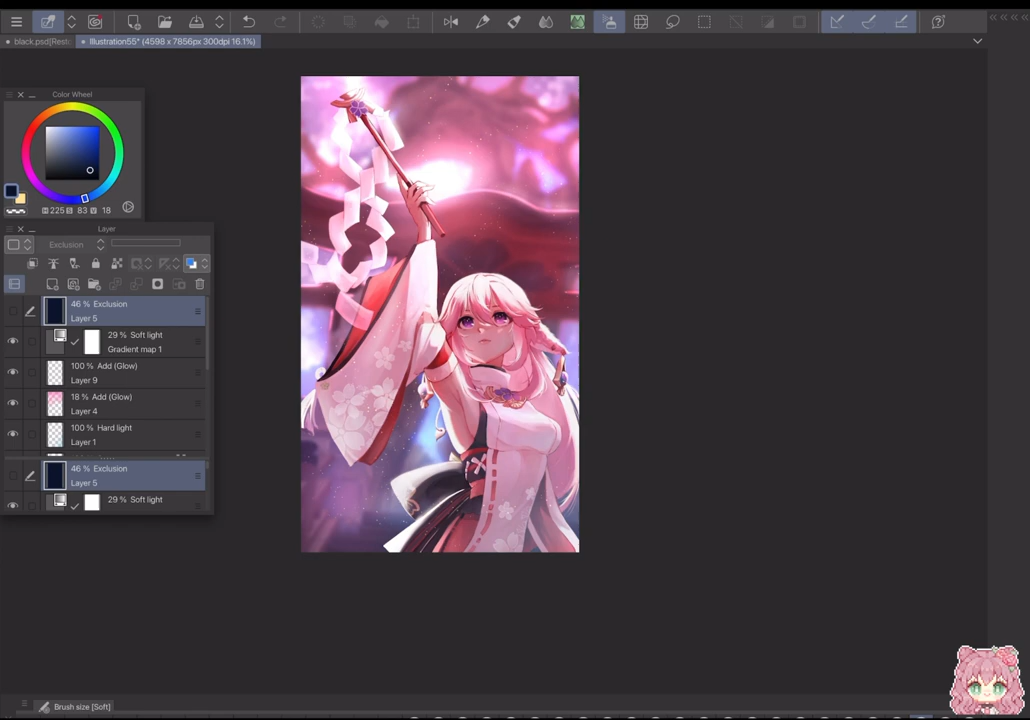 black.psd[Rest
Illustration55* (4598 x 7856px 300dpi 16.1%)
Color Wheel
H 225 S 83 V 18
Layer
Exclusion
46 % Exclusion
Layer 5
29 % Soft light
Gradient map 1
100 % Add (Glow)
Layer 9
18 % Add (Glow)
Layer 4
100 % Hard light
Layer 1
46 % Exclusion
Layer 5
29 % Soft light
Brush size [Soft]